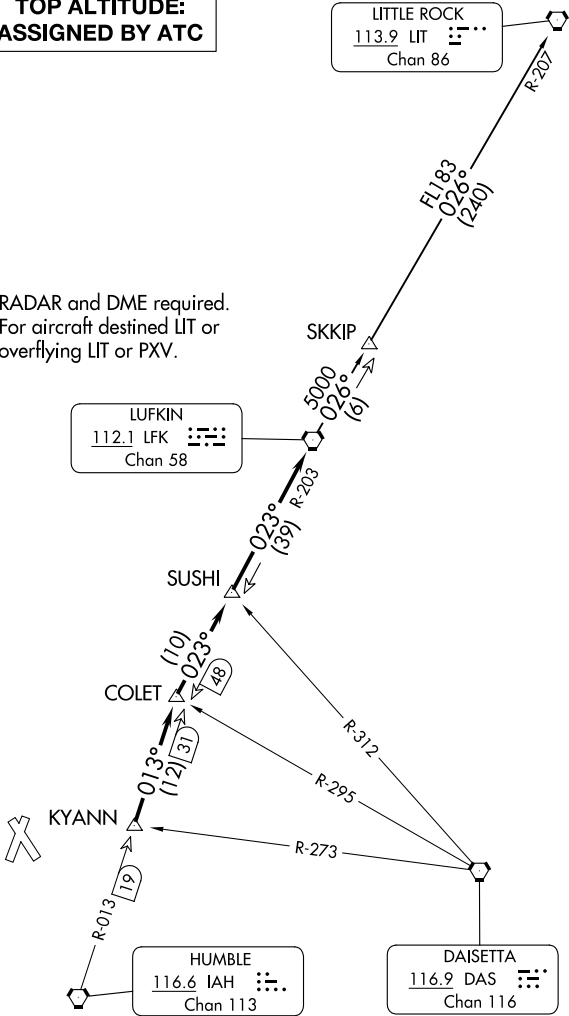 TOP ALTITUDE:
ASSIGNED BY ATC
LITTLE ROCK
113.9 LIT
Chan 86
R-207
FL183
026°
(240)
RADAR and DME required.
For aircraft destined LIT or
overflying LIT or PXV.
SKKIP
5000
026°
(6)
LUFKIN
112.1 LFK
Chan 58
R-203
023°
(39)
SUSHI
(10)
023°
48
COLET
R-312
013°
(12)
31
R-295
KYANN
R-273
R-013
19
HUMBLE
116.6 IAH
Chan 113
DAISETTA
116.9 DAS
Chan 116